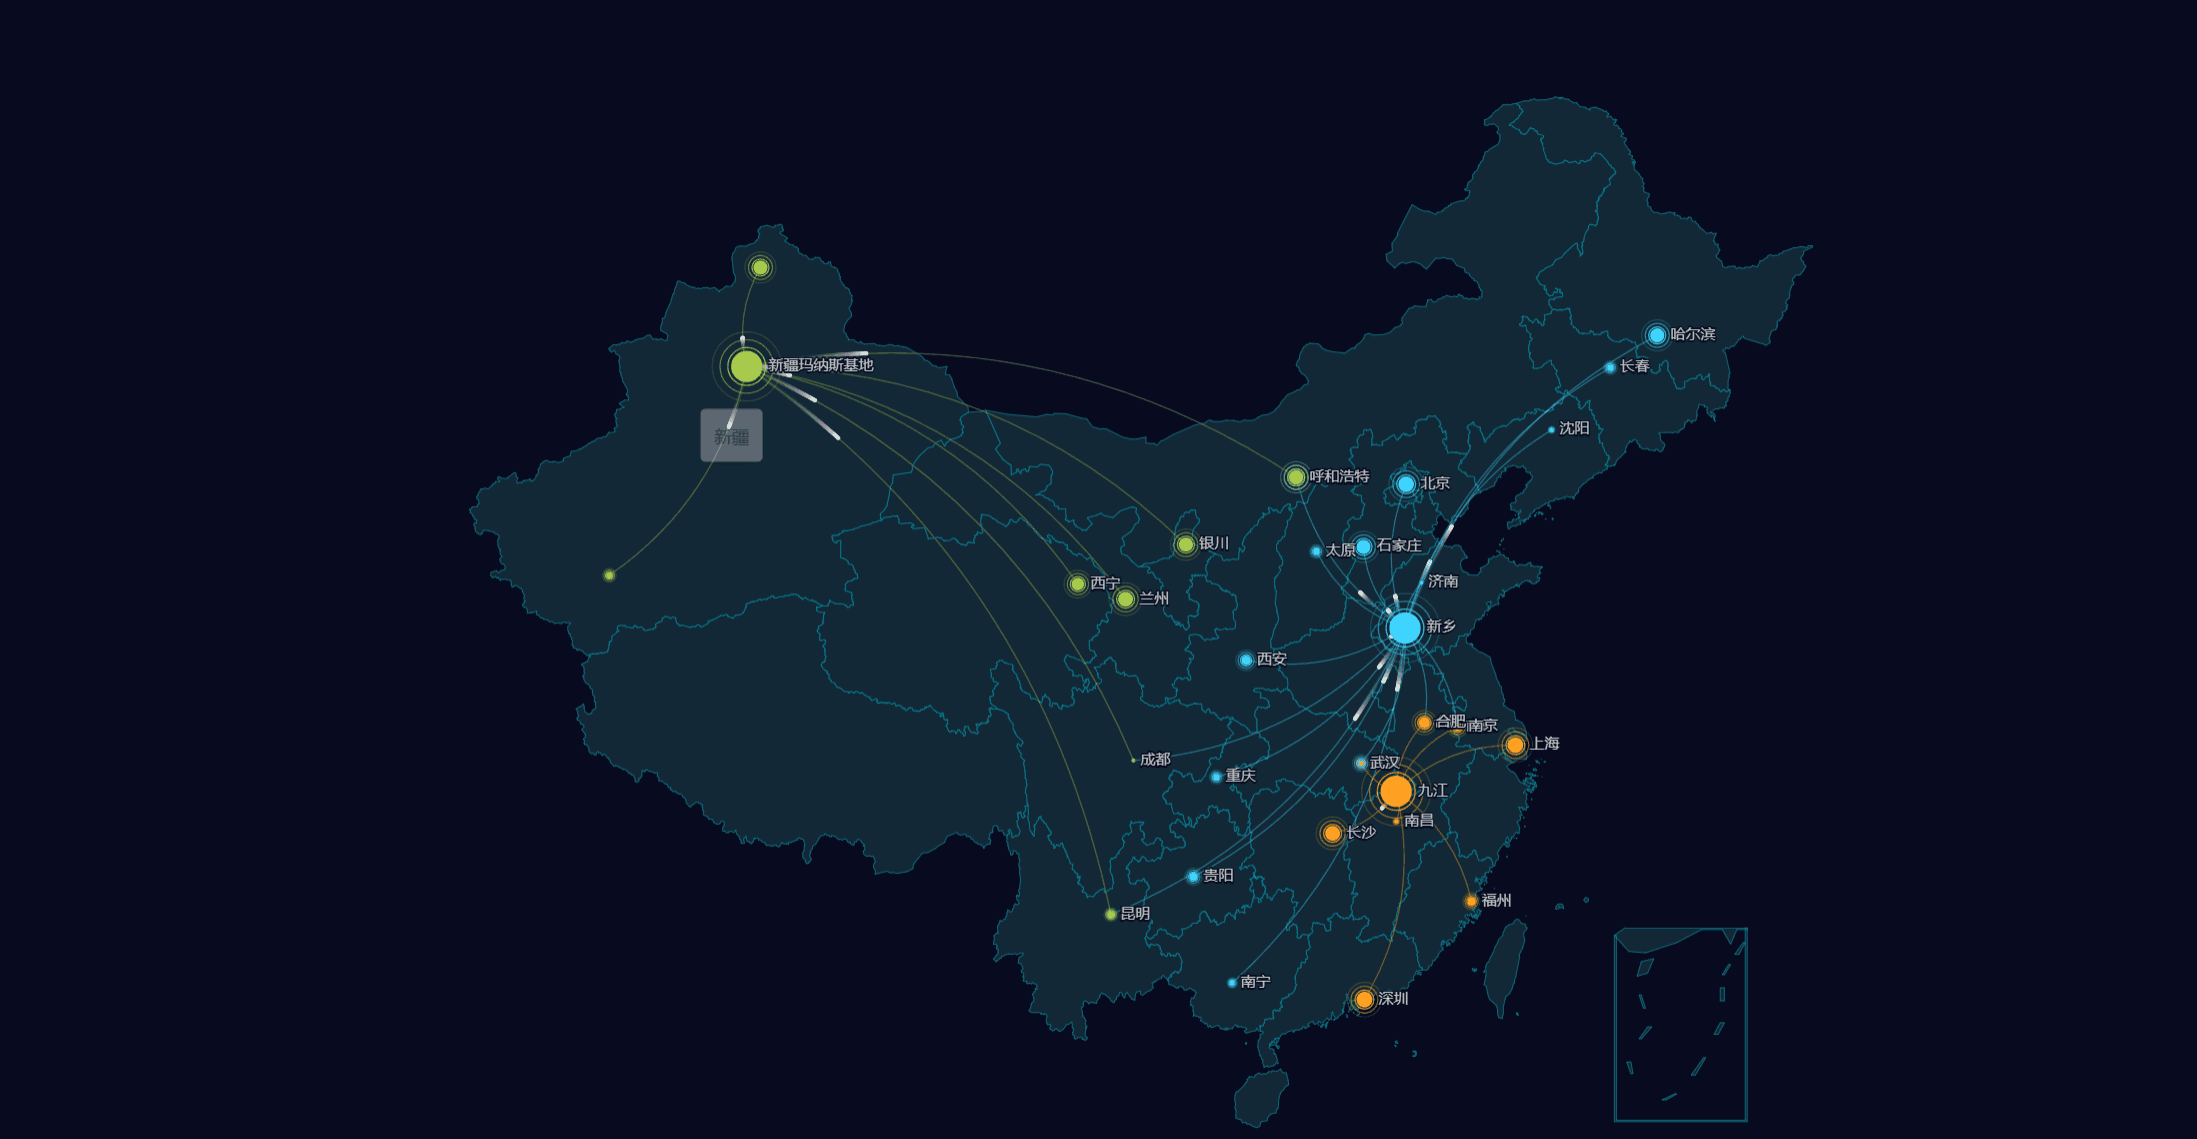 哈尔滨
新疆玛纳斯基地
长春
沈阳
新疆
呼和浩特
北京
银川
太原
石家庄
西宁
济南
兰州
新乡
西安
合肥
南京
上海
成都
武汉
重庆
九江
南昌
长沙
贵阳
福州
昆明
南宁
深圳